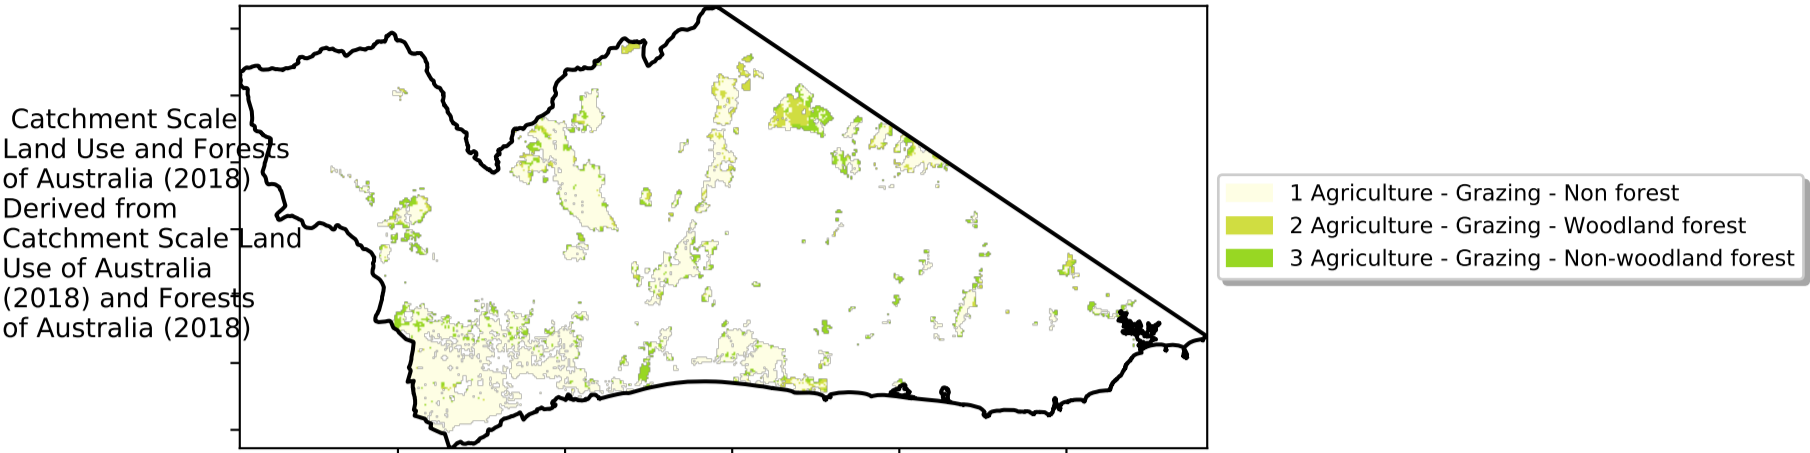 Catchment Scale
Land Use and Forests
of Australia (2018)
Derived from
Catchment Scale Land
Use of Australia
(2018) and Forests
of Australia (2018)
1 Agriculture - Grazing - Non forest
2 Agriculture - Grazing - Woodland forest
3 Agriculture - Grazing - Non-woodland forest